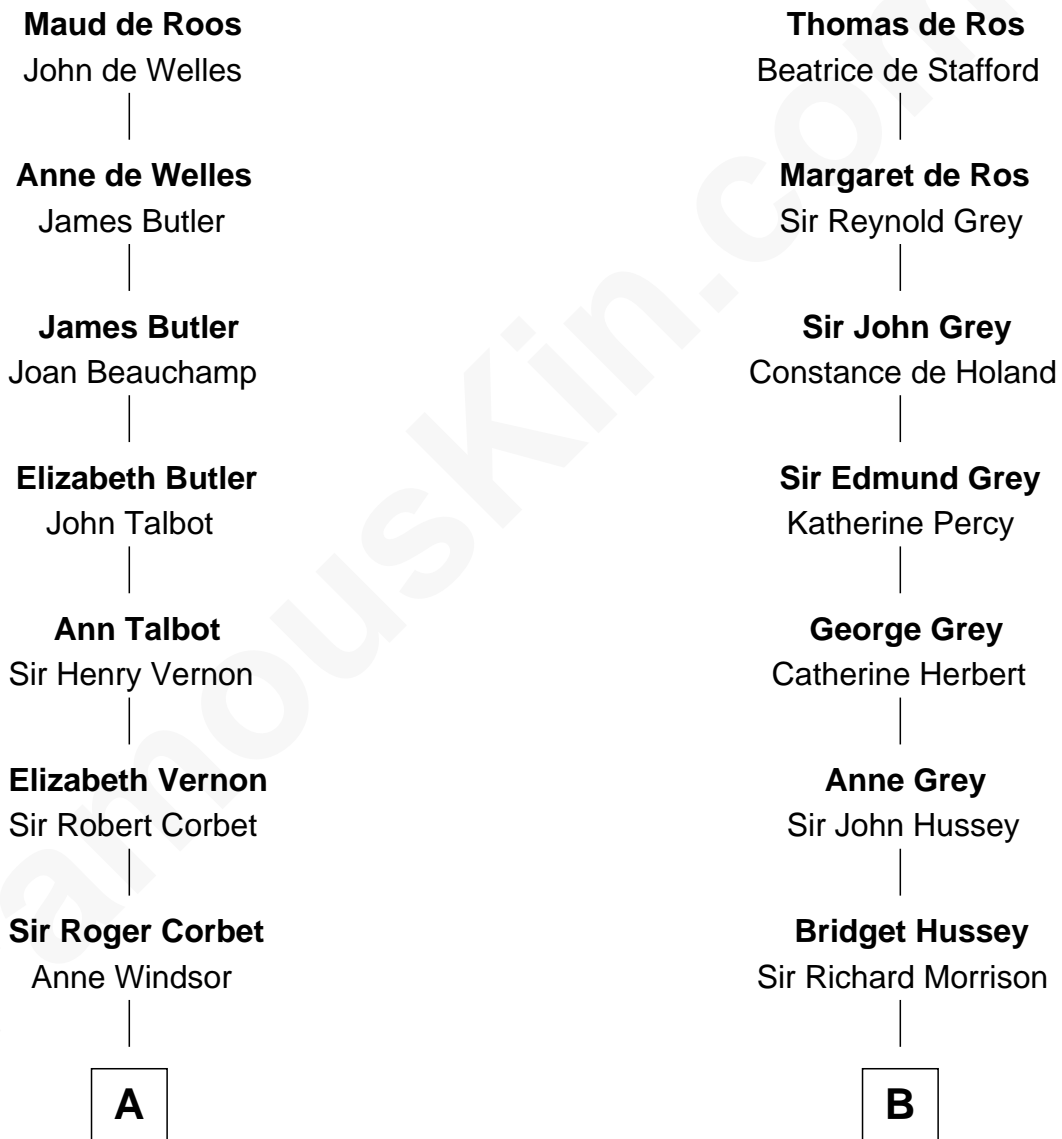 Maud de Roos
John de Welles
Anne de Welles
James Butler
James Butler
Joan Beauchamp
Elizabeth Butler
John Talbot
Ann Talbot
Sir Henry Vernon
Elizabeth Vernon
Sir Robert Corbet
Sir Roger Corbet
Anne Windsor
A
Thomas de Ros
Beatrice de Stafford
Margaret de Ros
Sir Reynold Grey
Sir John Grey
Constance de Holand
Sir Edmund Grey
Katherine Percy
George Grey
Catherine Herbert
Anne Grey
Sir John Hussey
Bridget Hussey
Sir Richard Morrison
B
amouskin.com